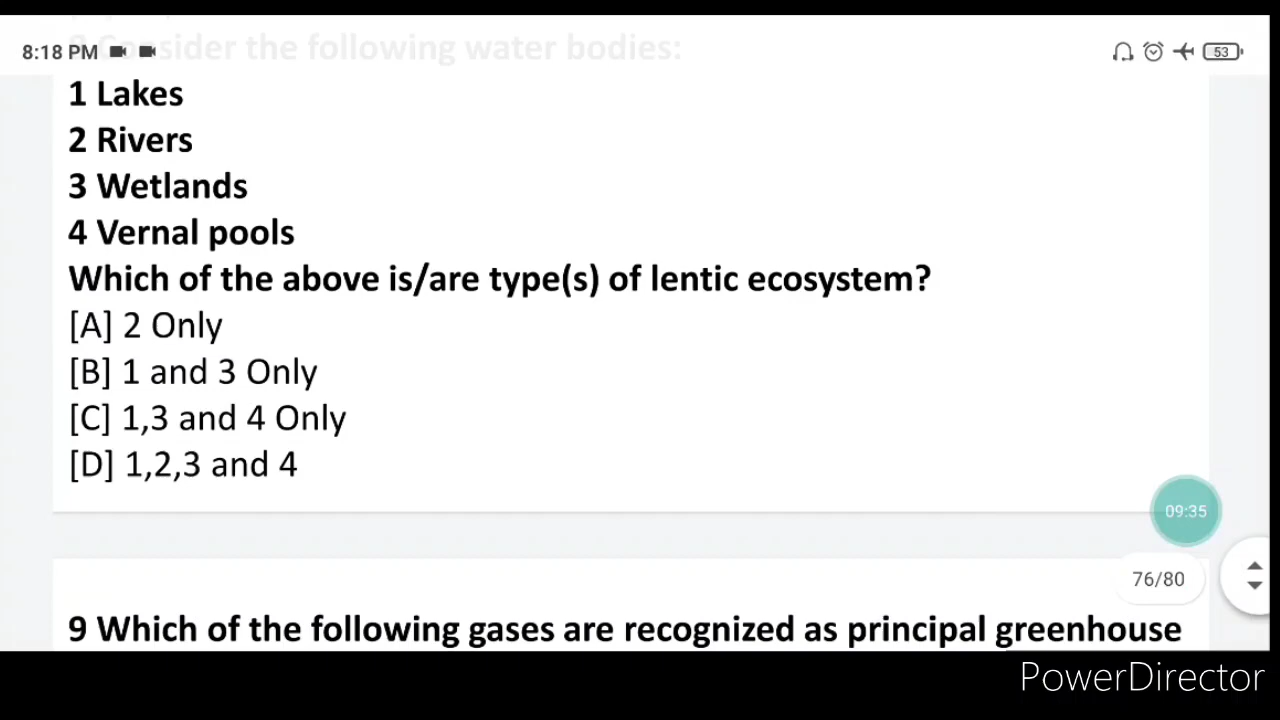 8 Consider the following water bodies:
8:18 PM
53
1 Lakes
2 Rivers
3 Wetlands
4 Vernal pools
Which of the above is/are type(s) of lentic ecosystem?
[A] 2 Only
[B] 1 and 3 Only
[C] 1,3 and 4 Only
[D] 1,2,3 and 4
09:35
76/80
9 Which of the following gases are recognized as principal greenhouse
PowerDirector